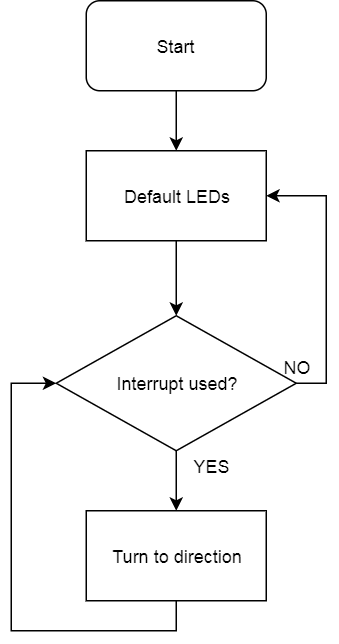 Start
Default LEDs
Interrupt used?
NO
YES
Turn to direction